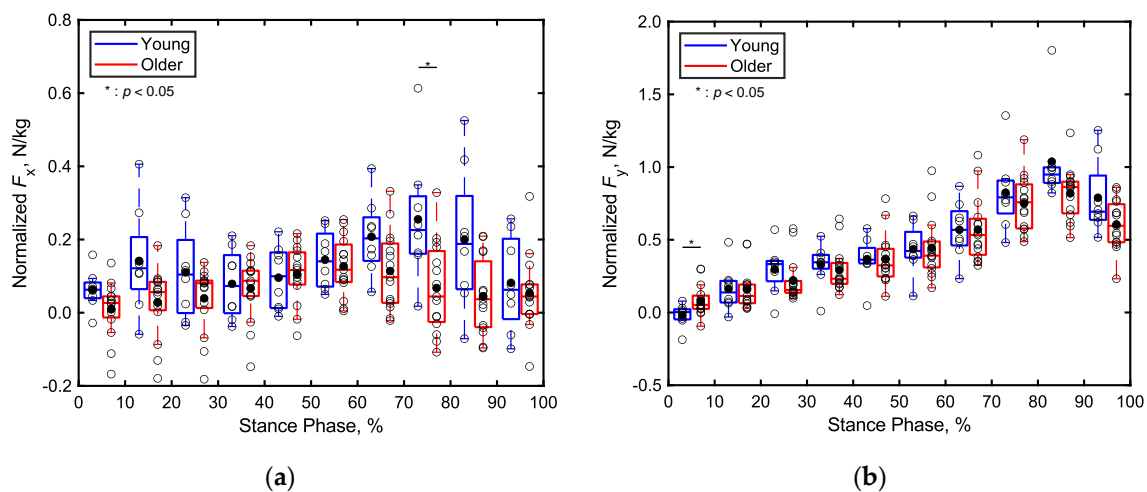 0.8
0.6
0.4
0.2
0.0
-0.2
Normalized Fx, N/kg
Young
Older
* : p < 0.05
*
0 10 20 30 40 50 60 70 80 90 100
Stance Phase, %
(a)
2.0
1.5
1.0
0.5
0.0
-0.5
Normalized Fy, N/kg
Young
Older
* : p < 0.05
*
0 10 20 30 40 50 60 70 80 90 100
Stance Phase, %
(b)